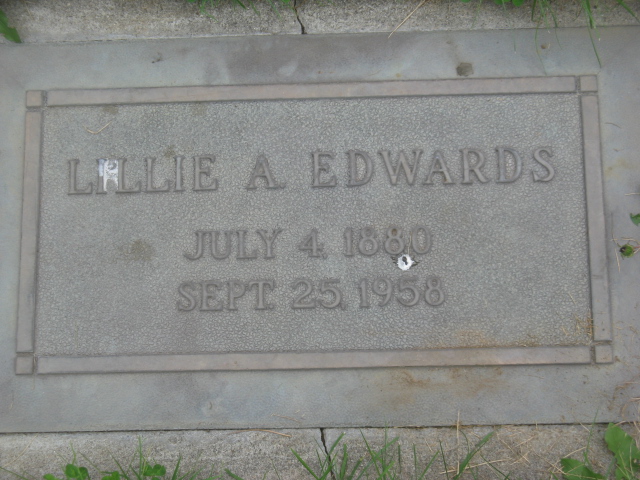 LILLIE A. EDWARDS
JULY 4, 1880
SEPT. 25, 1958